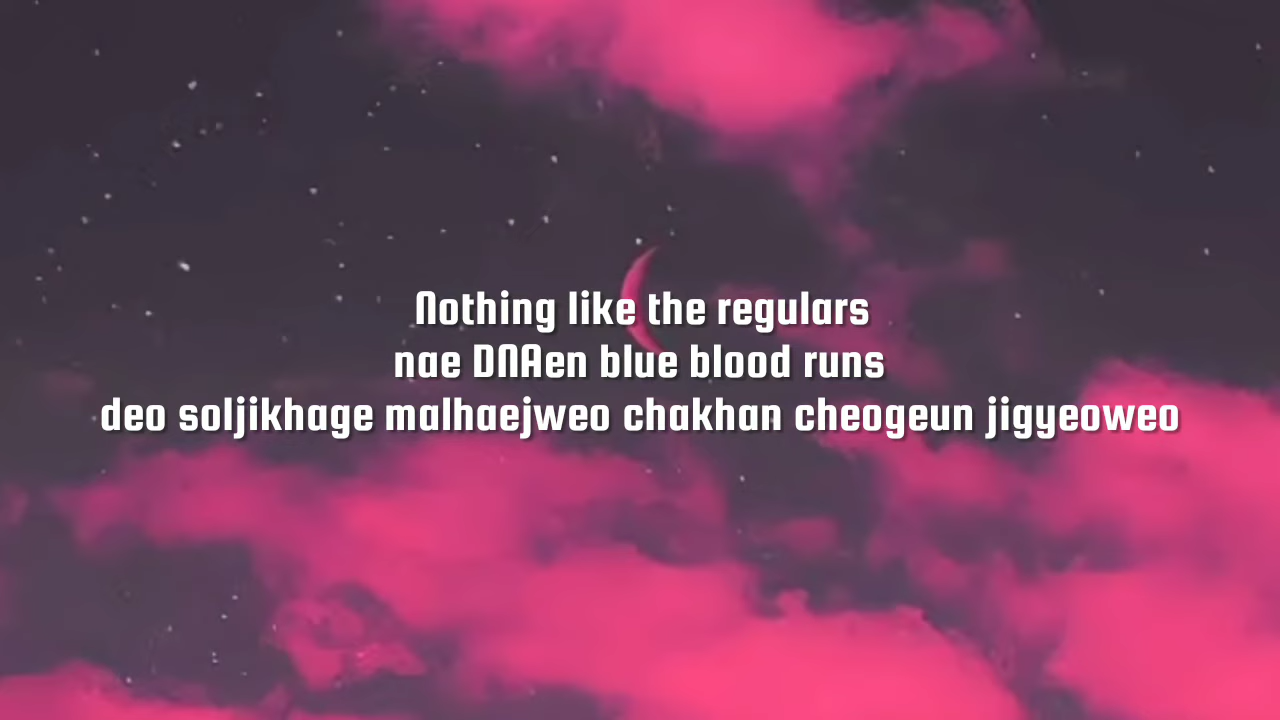 Nothing like the regulars
nae DNAen blue blood runs
deo soljikhage malhaejweo chakhan cheogeun jigyeoweo